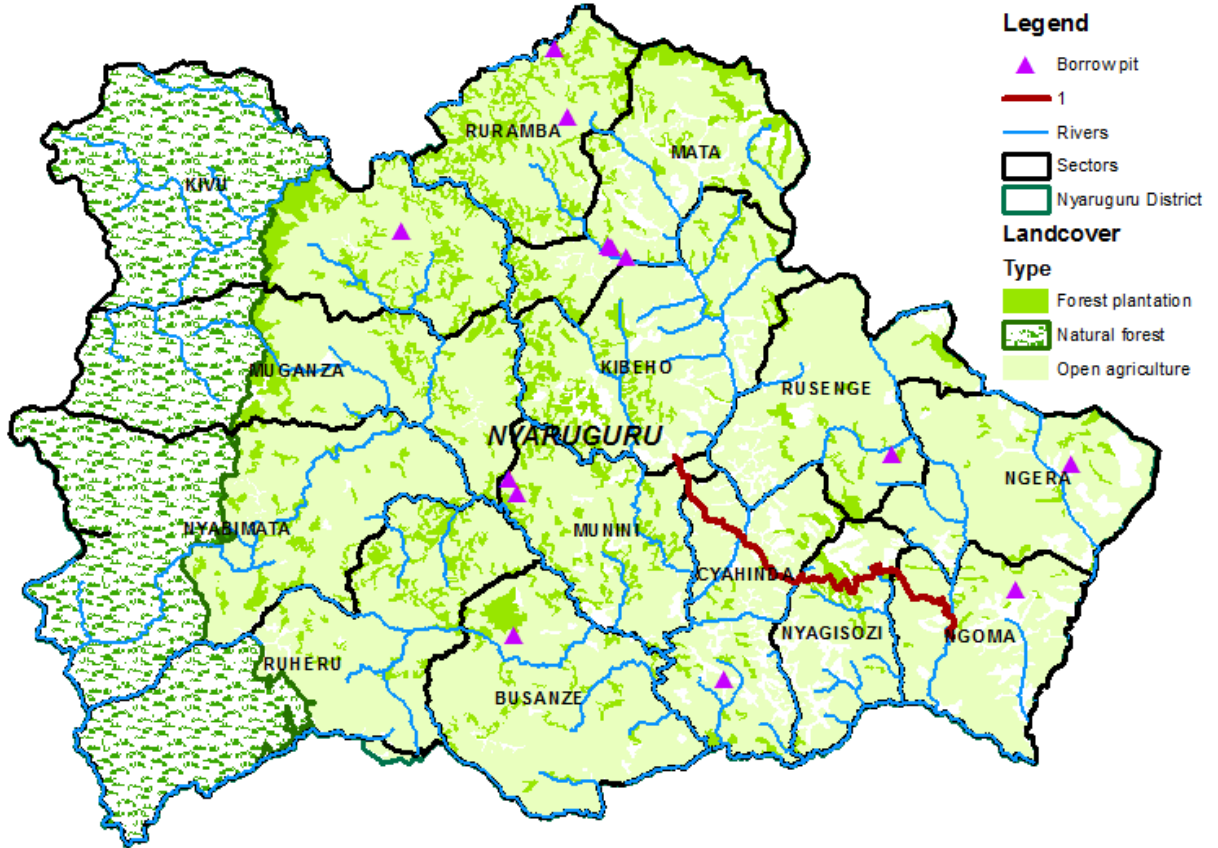 Legend
Borrow pit
1
Rivers
Sectors
Nyaruguru District
Landcover
Type
Forest plantation
Natural forest
Open agriculture
RURAMBA
MATA
KIVU
MUGANZA
KIBEHO
RUSENGE
NYARUGURU
NGERA
NYABIMATA
MUNINI
CYAHINDA
NYAGISOZI
NGOMA
RUHERU
BUSANZE